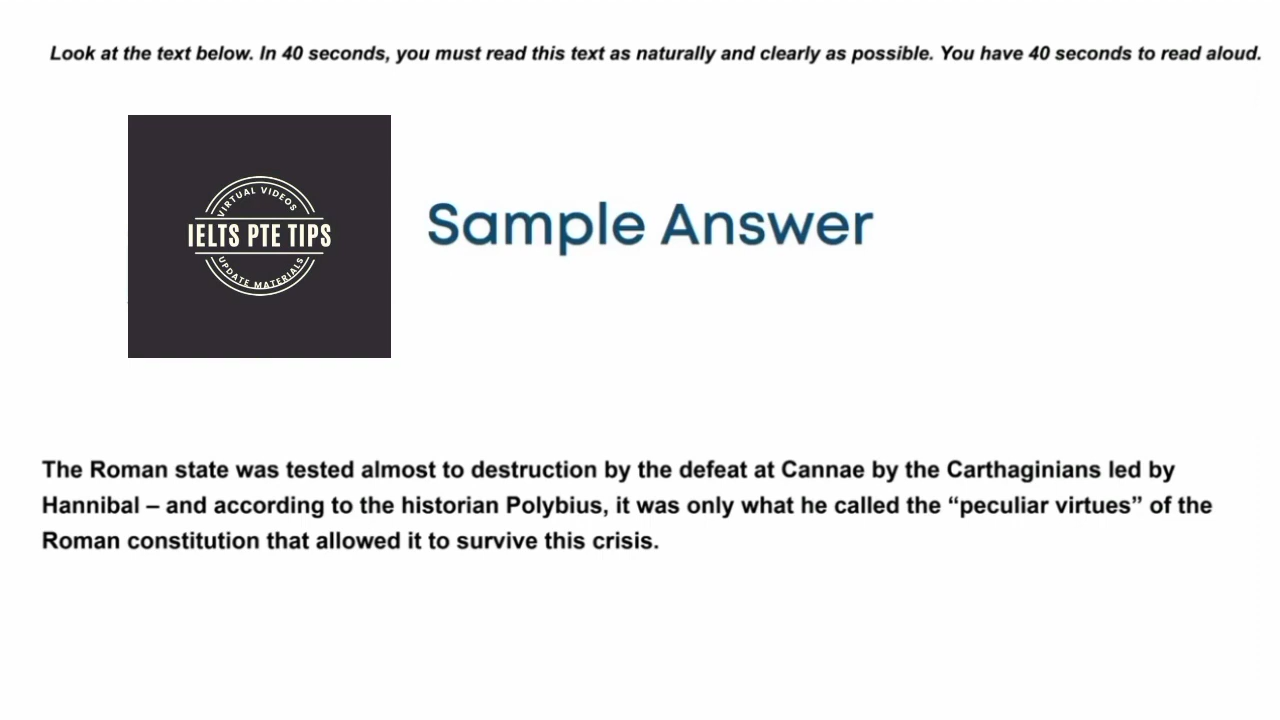 Look at the text below. In 40 seconds, you must read this text as naturally and clearly as possible. You have 40 seconds to read aloud.
VIRTUAL VIDEOS
IELTS PTE TIPS
UPDATE MATERIALS
Sample Answer
The Roman state was tested almost to destruction by the defeat at Cannae by the Carthaginians led by
Hannibal – and according to the historian Polybius, it was only what he called the “peculiar virtues” of the
Roman constitution that allowed it to survive this crisis.